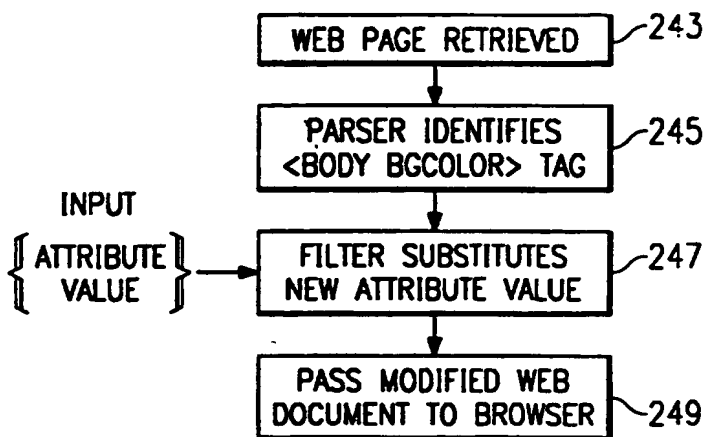 WEB PAGE RETRIEVED
243
PARSER IDENTIFIES
<BODY BGCOLOR> TAG
245
INPUT
{ATTRIBUTE
VALUE}
FILTER SUBSTITUTES
NEW ATTRIBUTE VALUE
247
PASS MODIFIED WEB
DOCUMENT TO BROWSER
249